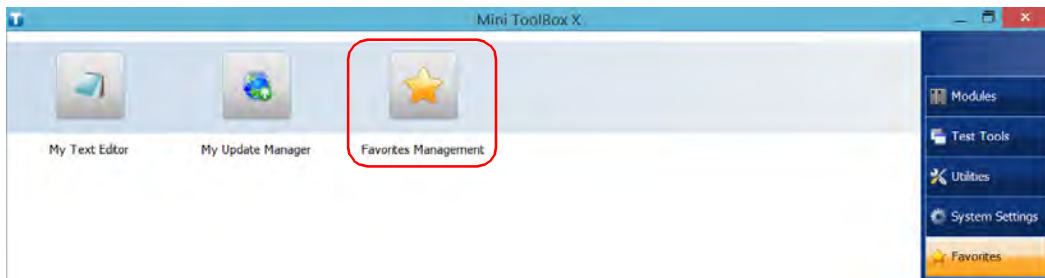 Mini ToolBox X
My Text Editor
My Update Manager
Favorites Management
Modules
Test Tools
Utilities
System Settings
Favorites